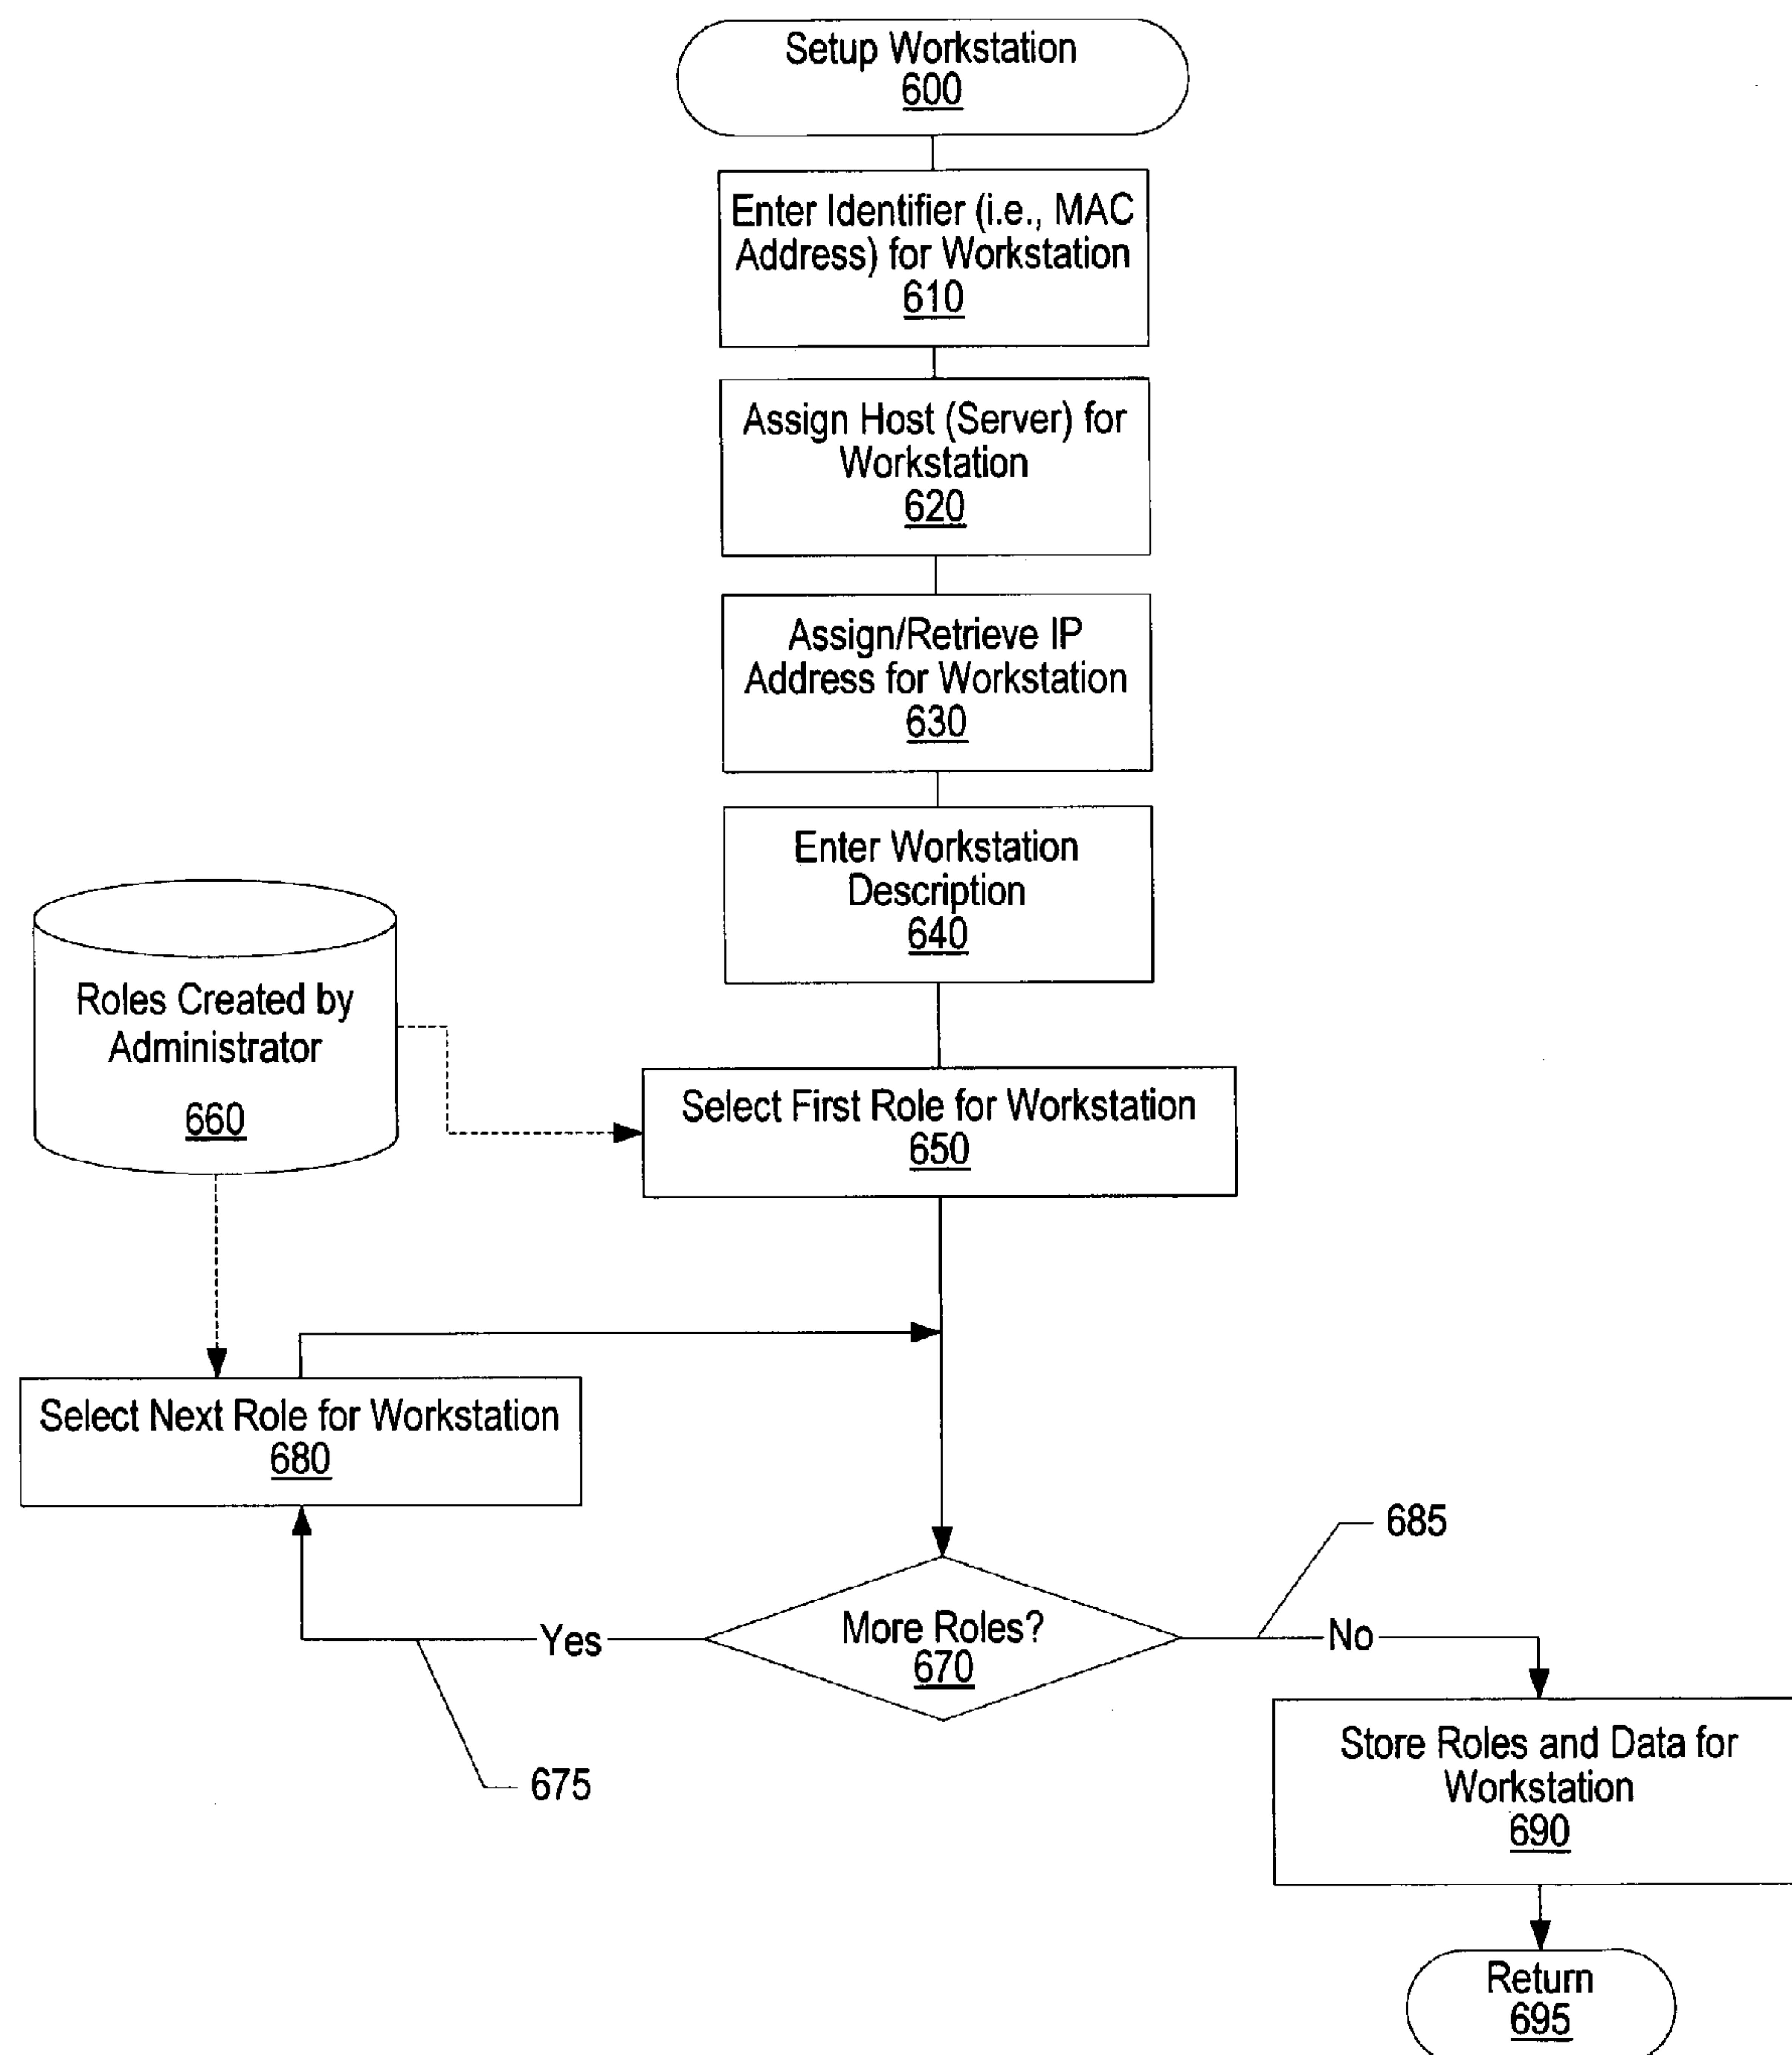 Setup Workstation
600
Enter Identifier (i.e., MAC
Address) for Workstation
610
Assign Host (Server) for
Workstation
620
Assign/Retrieve IP
Address for Workstation
630
Enter Workstation
Description
640
Roles Created by
Administrator
660
Select First Role for Workstation
650
Select Next Role for Workstation
680
More Roles?
670
Yes
675
No
685
Store Roles and Data for
Workstation
690
Return
695